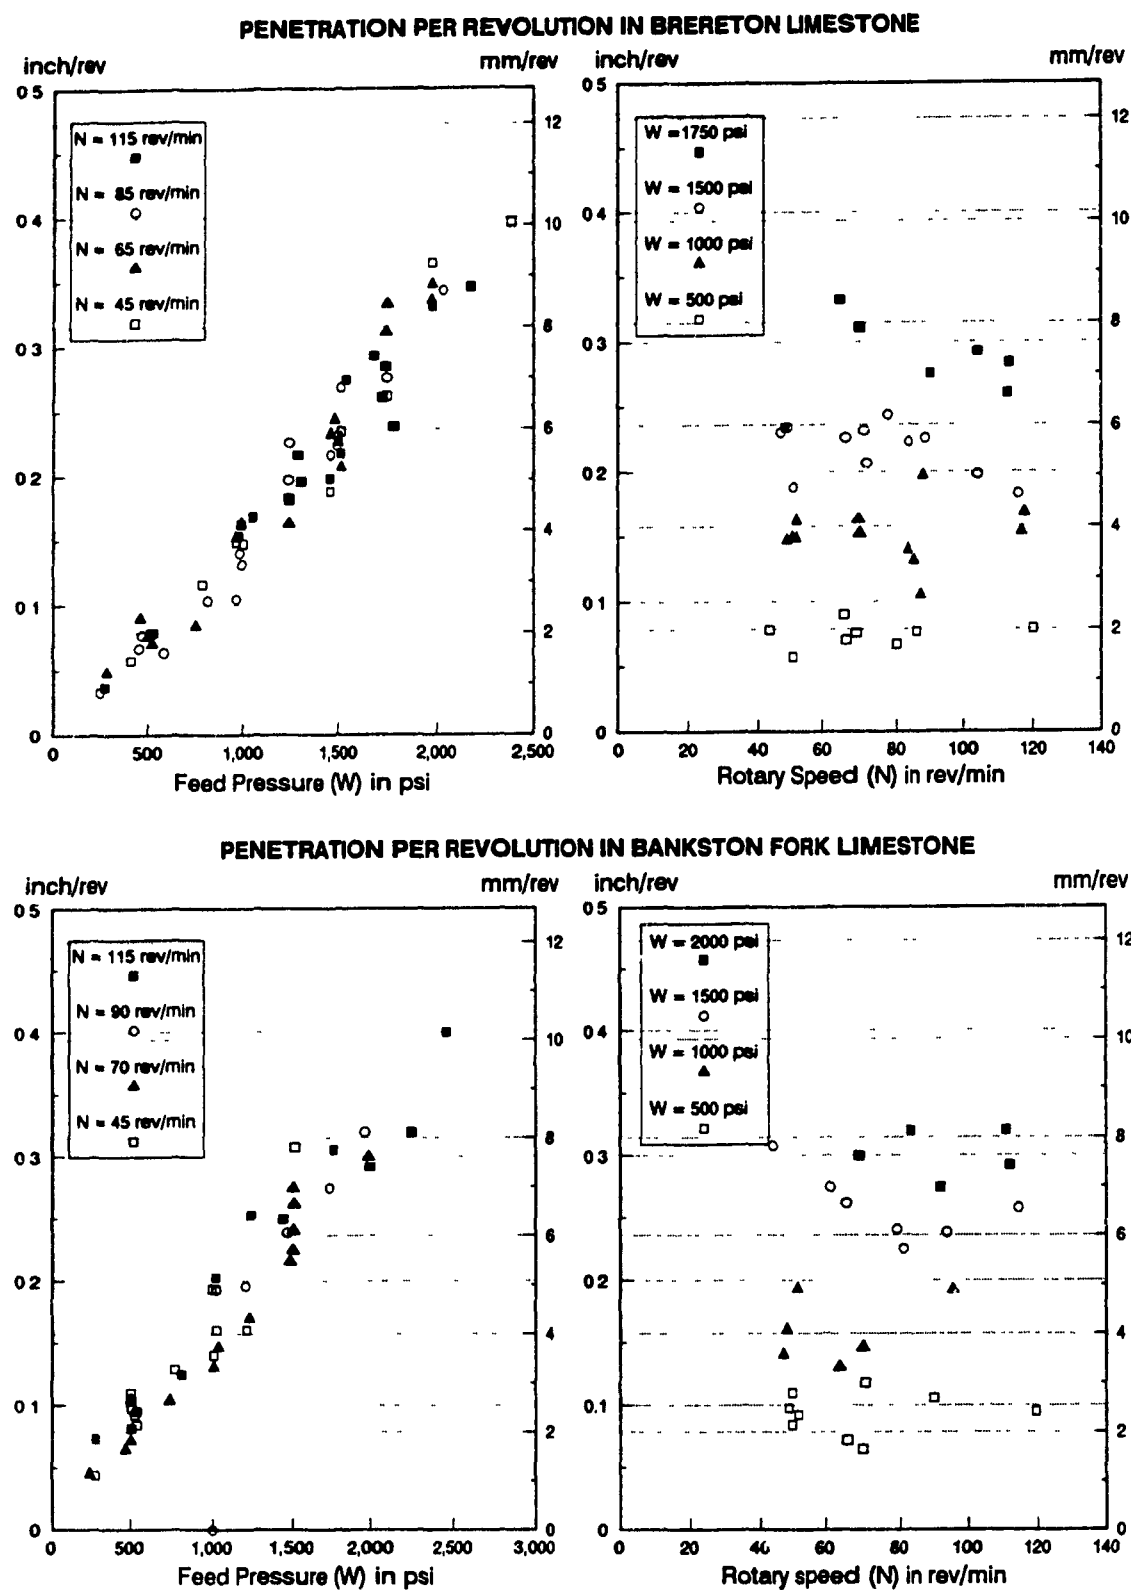 PENETRATION PER REVOLUTION IN BRERETON LIMESTONE
inch/rev
mm/rev
0 5
0 4
0 3
0 2
0 1
0
12
10
8
6
4
2
0
N = 115 rev/min
N = 85 rev/min
N = 65 rev/min
N = 45 rev/min
0
500
1,000
1,500
2,000
2,500
Feed Pressure (W) in psi
inch/rev
mm/rev
0 5
0 4
0 3
0 2
0 1
0
12
10
8
6
4
2
0
W =1750 psi
W = 1500 psi
W = 1000 psi
W = 500 psi
0
20
40
60
80
100
120
140
Rotary Speed (N) in rev/min
PENETRATION PER REVOLUTION IN BANKSTON FORK LIMESTONE
inch/rev
mm/rev
0 5
0 4
0 3
0 2
0 1
0
12
10
8
6
4
2
0
N = 115 rev/min
N = 90 rev/min
N = 70 rev/min
N = 45 rev/min
0
500
1,000
1,500
2,000
2,500
3,000
Feed Pressure (W) in psi
inch/rev
mm/rev
0 5
0 4
0 3
0 2
0 1
0
12
10
8
6
4
2
0
W = 2000 psi
W = 1500 psi
W = 1000 psi
W = 500 psi
0
20
40
60
80
100
120
140
Rotary speed (N) in rev/min